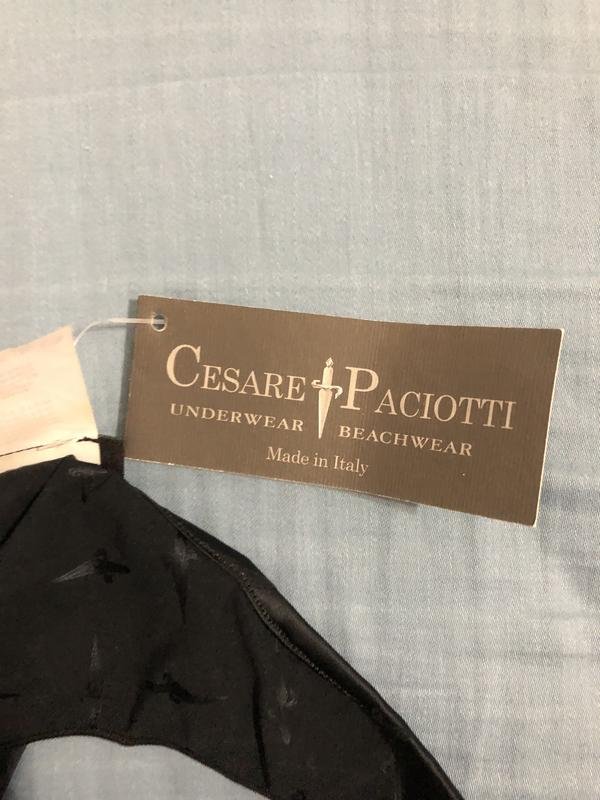 CESARE PACIOTTI
UNDERWEAR BEACHWEAR
Made in Italy